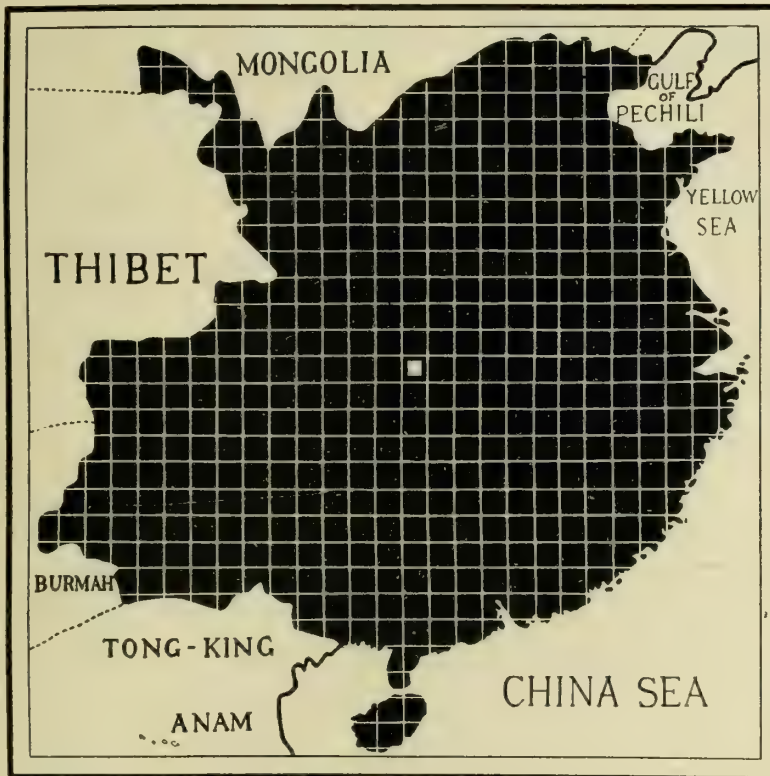 MONGOLIA
GULF
OF
PECHILI
YELLOW
SEA
THIBET
BURMAH
TONG-KING
CHINA SEA
ANAM